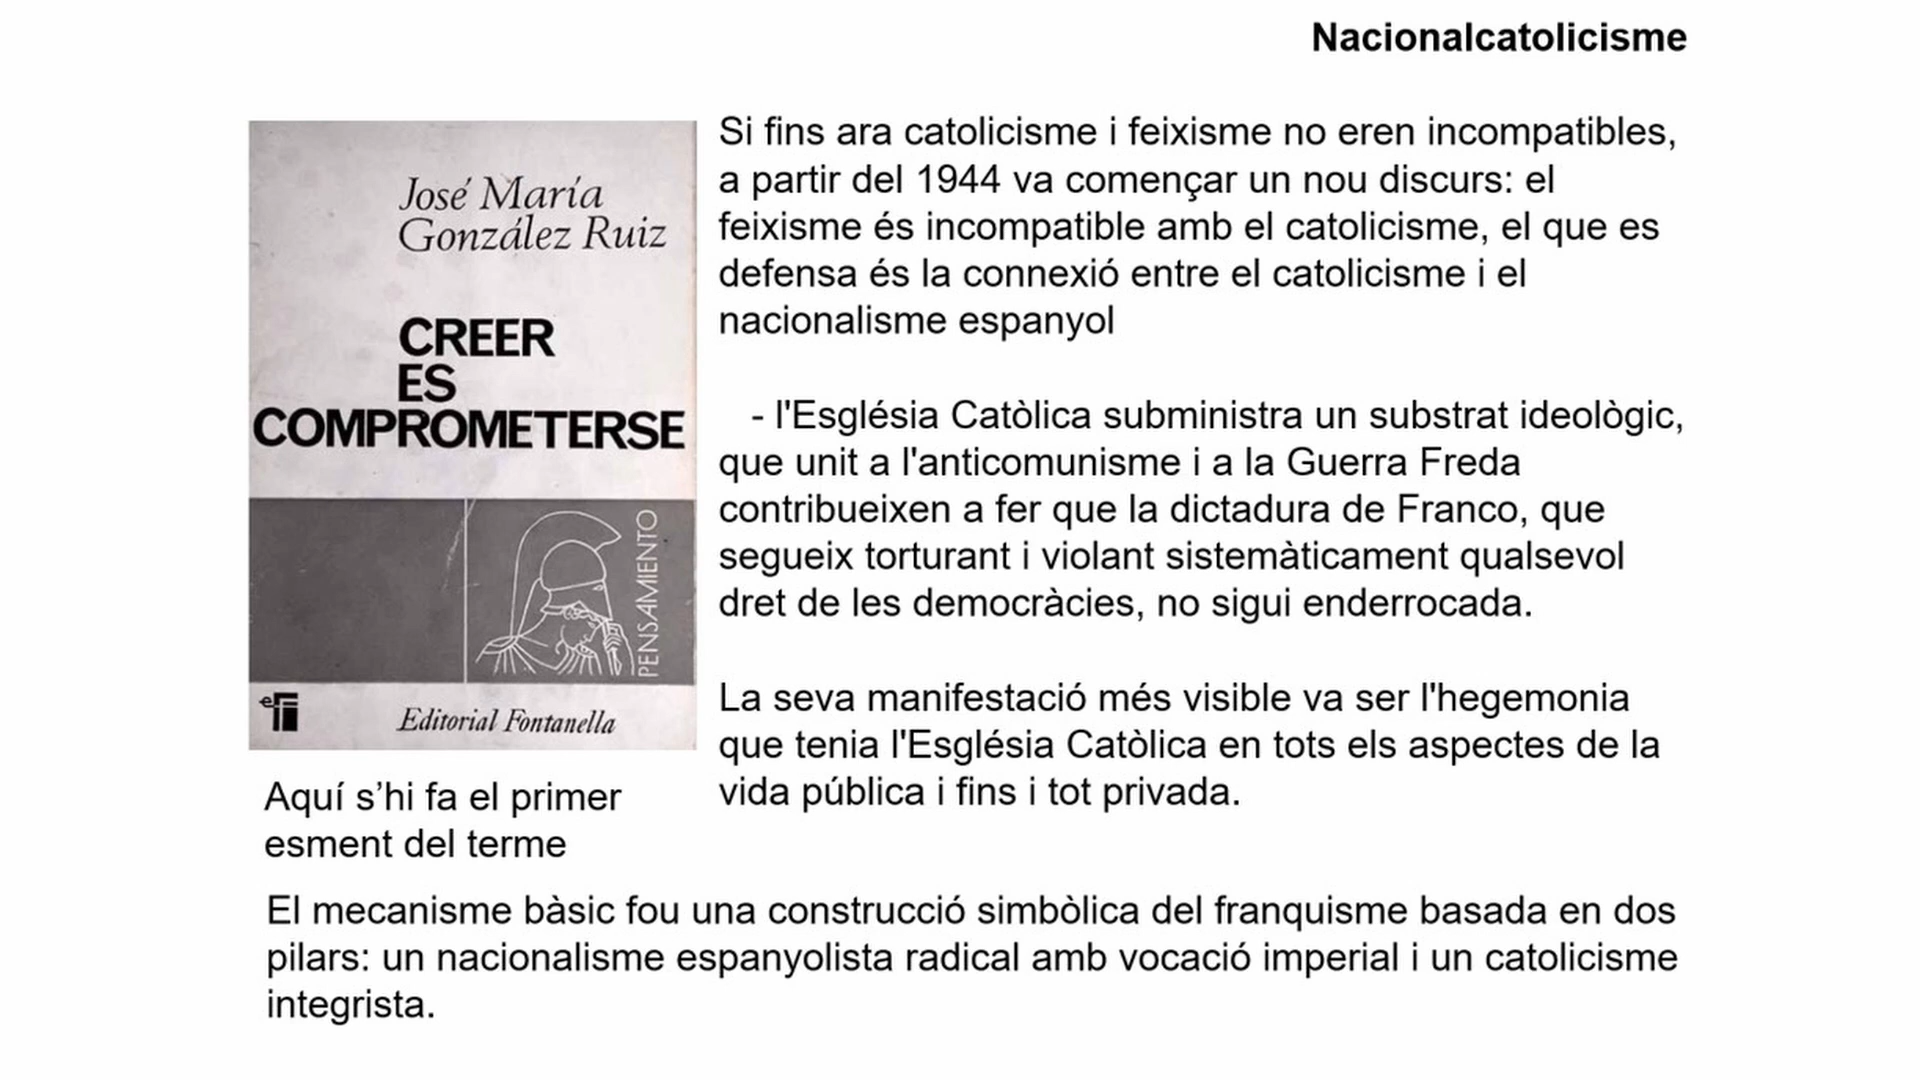 Nacionalcatolicisme
José María
González Ruiz
CREER
ES
COMPROMETERSE
PENSAMIENTO
Editorial Fontanella
Aquí s’hi fa el primer
esment del terme
Si fins ara catolicisme i feixisme no eren incompatibles,
a partir del 1944 va començar un nou discurs: el
feixisme és incompatible amb el catolicisme, el que es
defensa és la connexió entre el catolicisme i el
nacionalisme espanyol
- l'Església Catòlica subministra un substrat ideològic,
que unit a l'anticomunisme i a la Guerra Freda
contribueixen a fer que la dictadura de Franco, que
segueix torturant i violant sistemàticament qualsevol
dret de les democràcies, no sigui enderrocada.
La seva manifestació més visible va ser l'hegemonia
que tenia l'Església Catòlica en tots els aspectes de la
vida pública i fins i tot privada.
El mecanisme bàsic fou una construcció simbòlica del franquisme basada en dos
pilars: un nacionalisme espanyolista radical amb vocació imperial i un catolicisme
integrista.